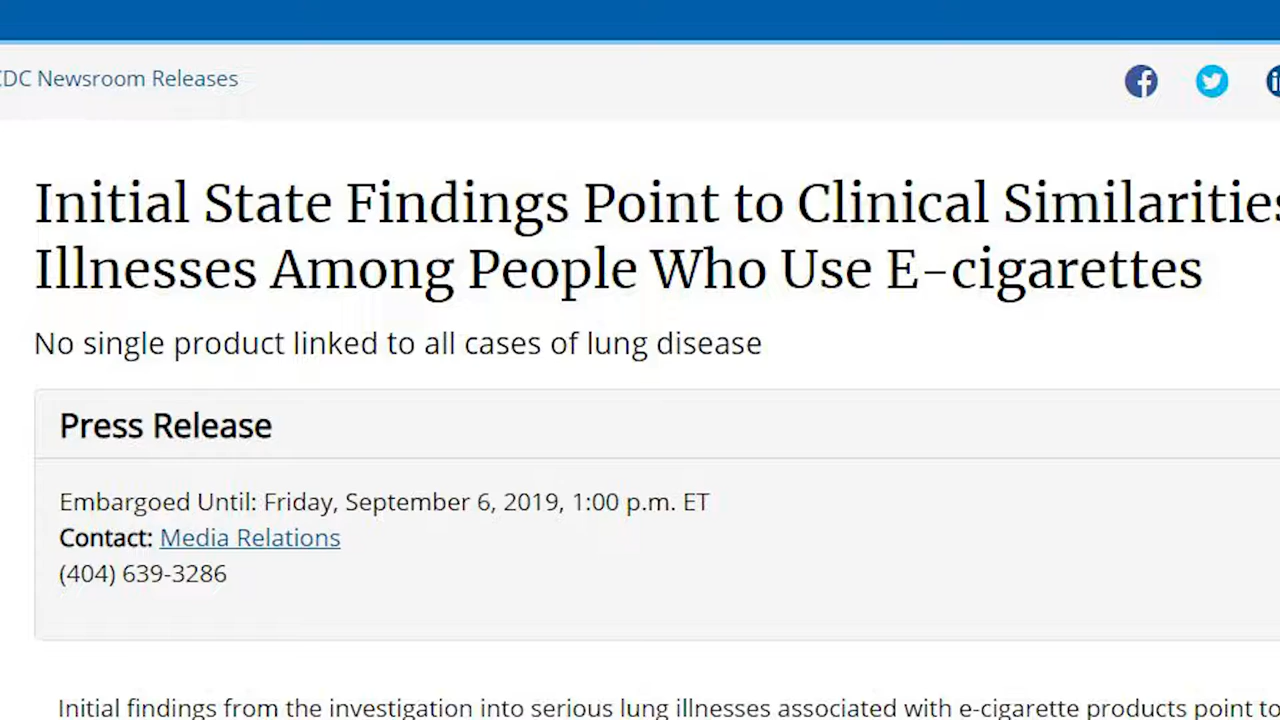 CDC Newsroom Releases
Initial State Findings Point to Clinical Similarities
Illnesses Among People Who Use E-cigarettes
No single product linked to all cases of lung disease
Press Release
Embargoed Until: Friday, September 6, 2019, 1:00 p.m. ET
Contact: Media Relations
(404) 639-3286
Initial findings from the investigation into serious lung illnesses associated with e-cigarette products point to